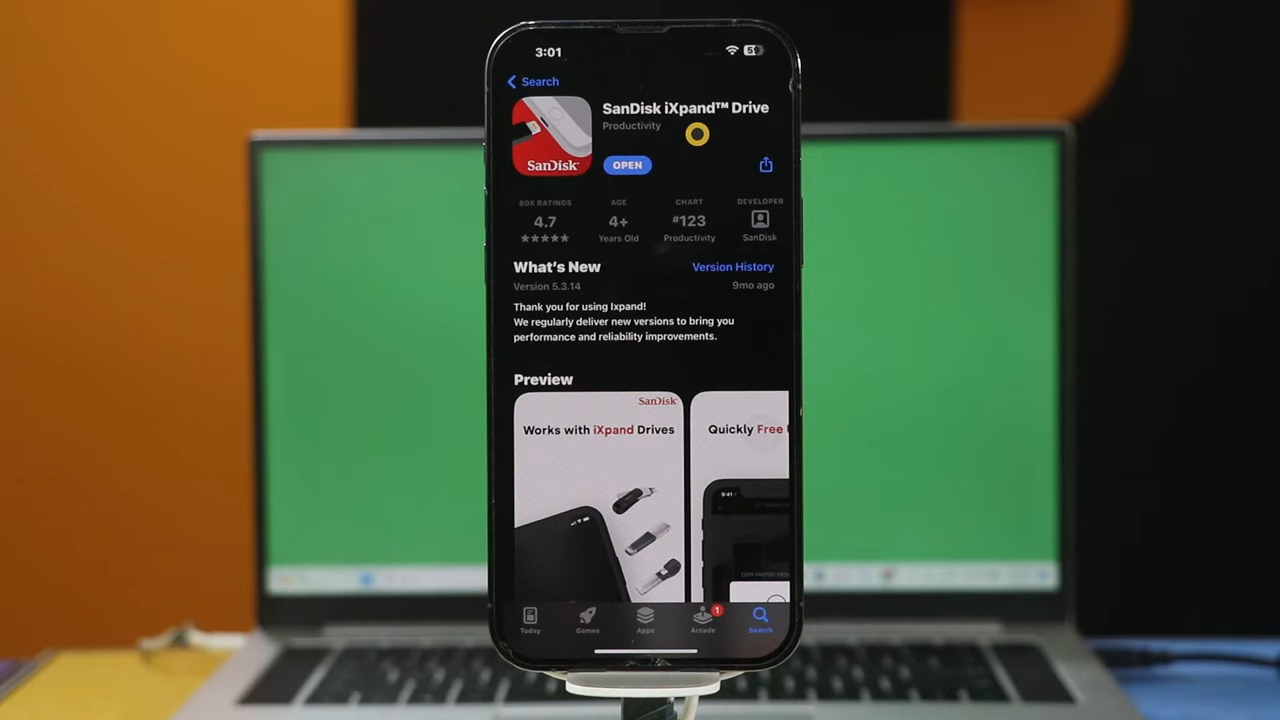 3:01
59
Search
SanDisk iXpand™ Drive
Productivity
SanDisk
OPEN
80K RATINGS
4.7
AGE
4+
Years Old
CHART
#123
Productivity
DEVELOPER
SanDisk
What's New
Version History
Version 5.3.14
9mo ago
Thank you for using Ixpand!
We regularly deliver new versions to bring you
performance and reliability improvements.
Preview
SanDisk
Works with iXpand Drives
Quickly Free
9:41
Today
Games
Apps
1
Arcade
Search